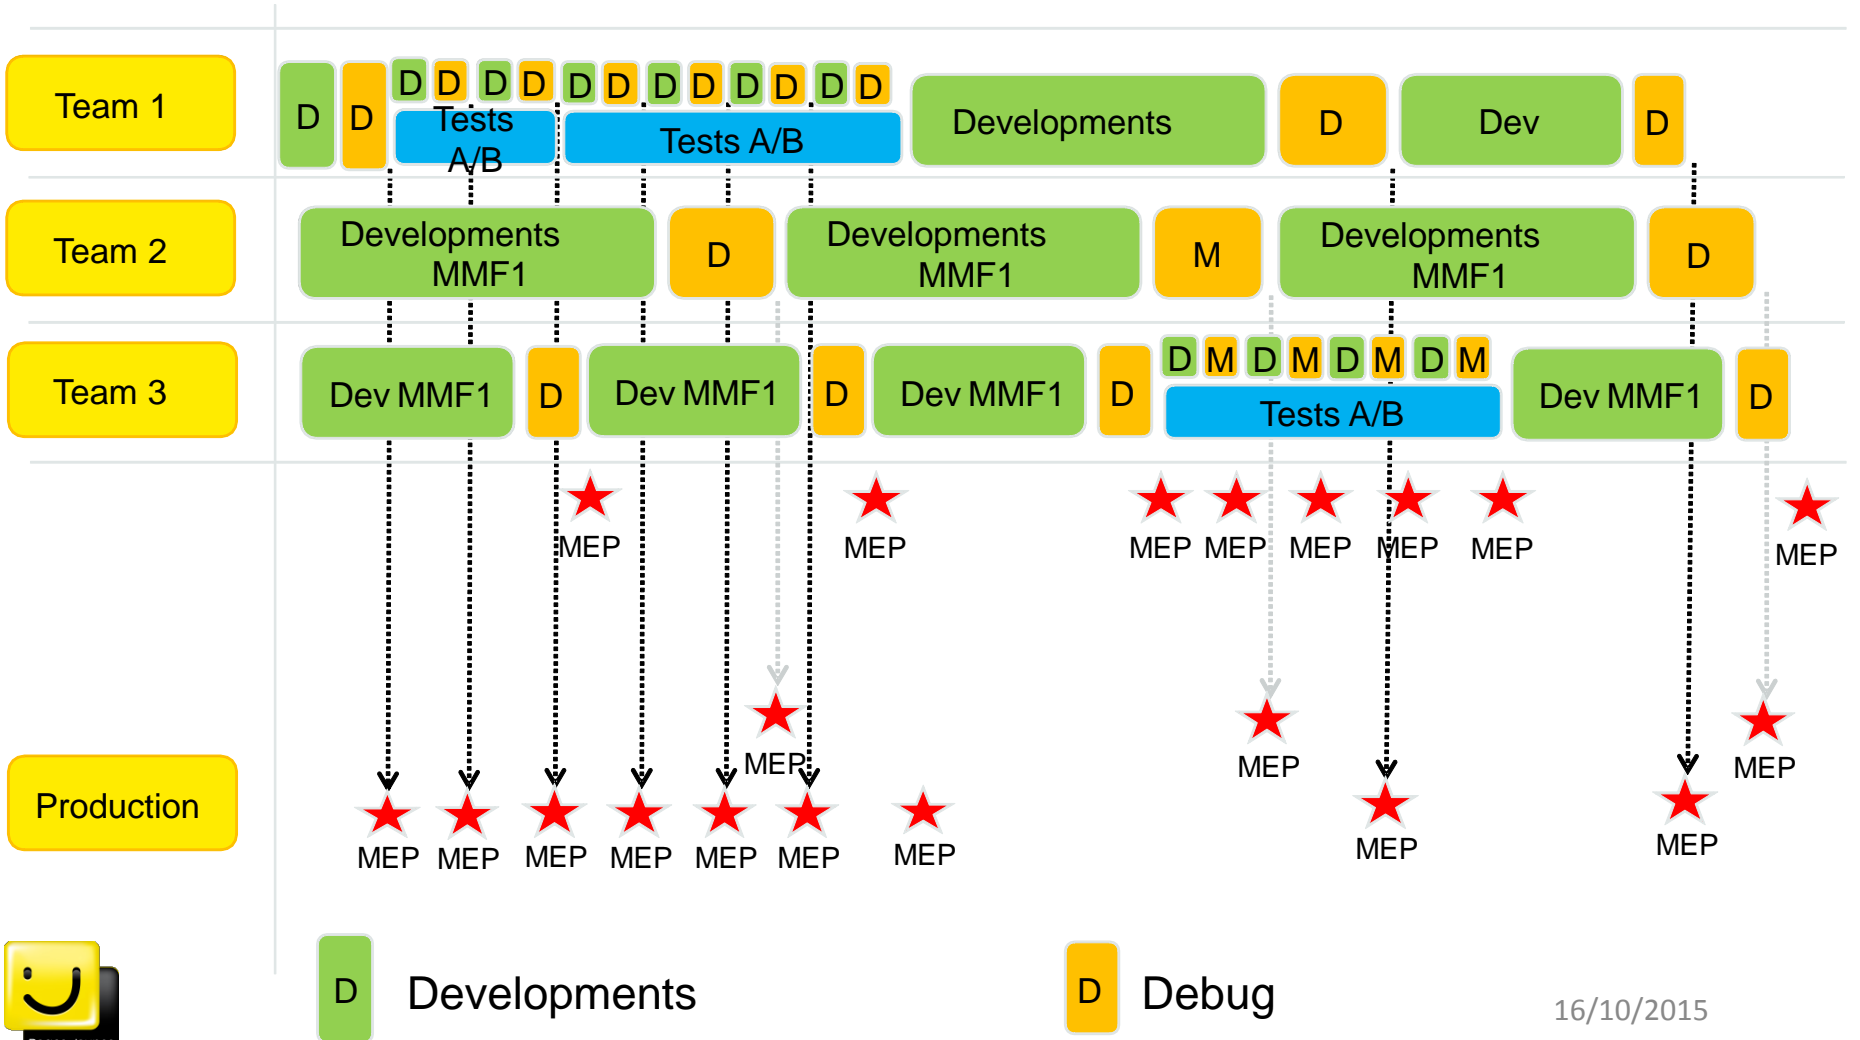 Team 1
D
D
D D D D D D D D D D D D
Tests
A/B
Tests A/B
Developments
D
Dev
D
Team 2
Developments
MMF1
D
Developments
MMF1
M
Developments
MMF1
D
Team 3
Dev MMF1
D
Dev MMF1
D
Dev MMF1
D
D M D M D M D M
Tests A/B
Dev MMF1
D
MEP
MEP
MEP MEP MEP MEP MEP
MEP
MEP
MEP
MEP
Production
MEP MEP MEP MEP MEP MEP MEP
MEP
MEP
D Developments
D Debug
16/10/2015